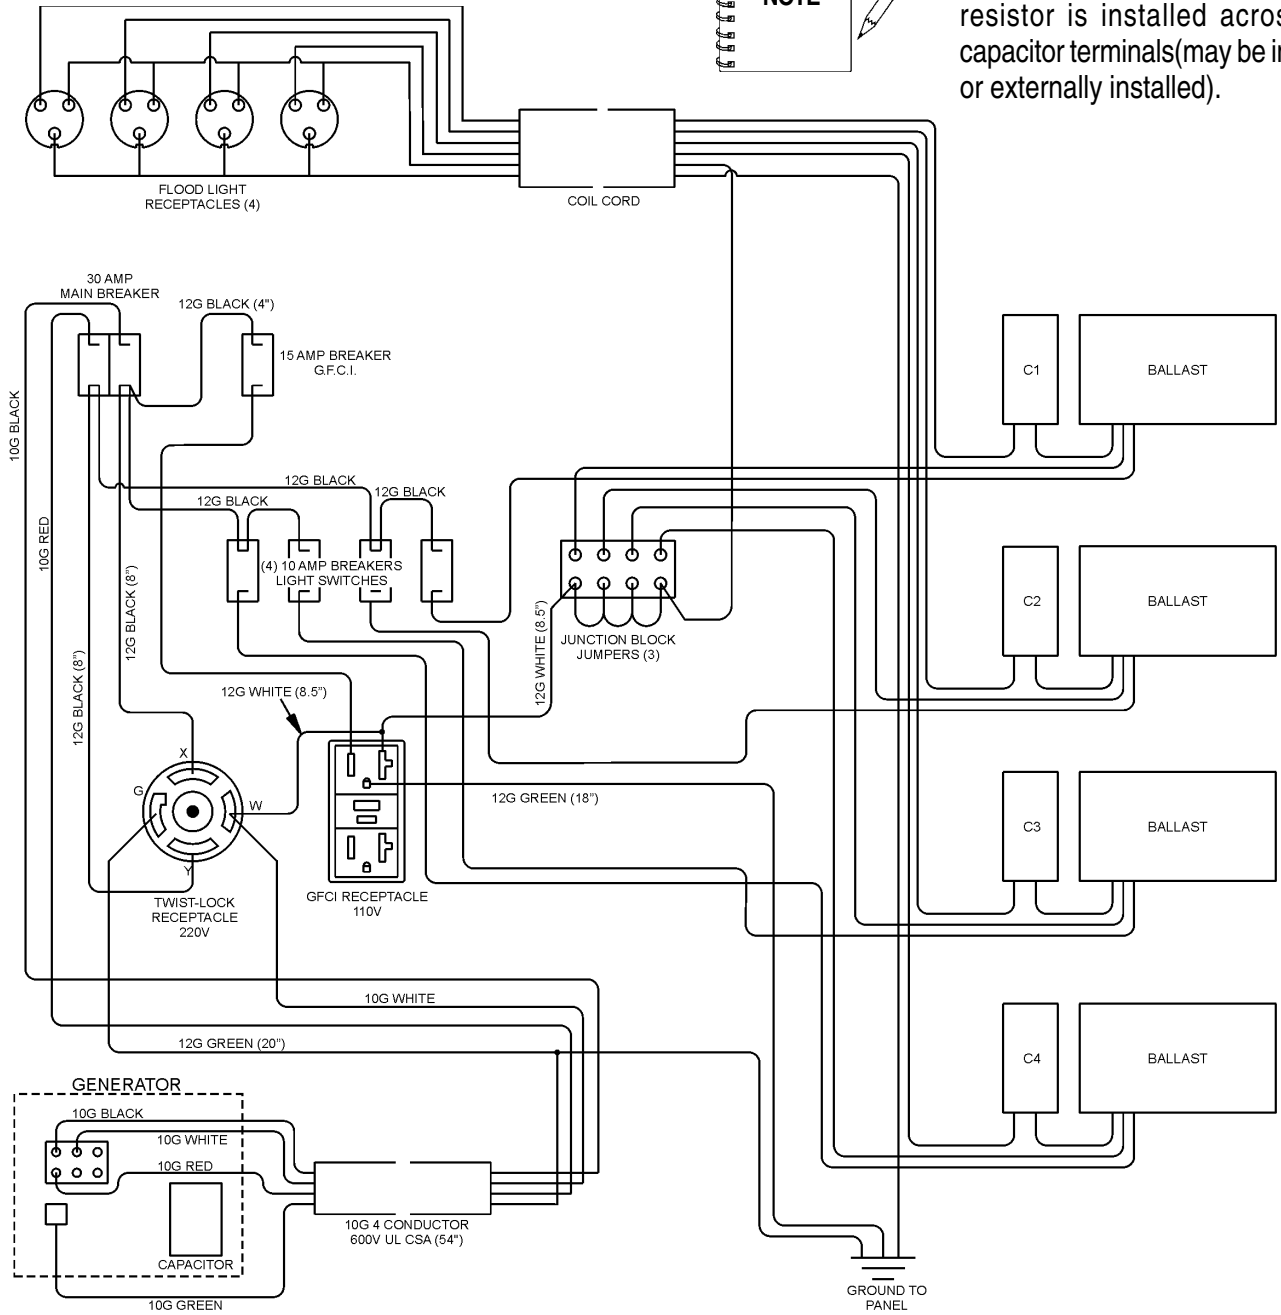 NOTE
resistor is installed
capacitor terminals(may be
or externally installed).
FLOOD LIGHT
RECEPTACLES (4)
COIL CORD
30 AMP
MAIN BREAKER
12G BLACK (4")
15 AMP BREAKER
G.F.C.I.
10G BLACK
10G RED
12G BLACK
12G BLACK
12G BLACK
(4) 10 AMP BREAKERS
LIGHT SWITCHES
12G BLACK (8")
12G BLACK (8")
12G WHITE (8.5")
JUNCTION BLOCK
JUMPERS (3)
12G WHITE (8.5")
C1
BALLAST
C2
BALLAST
C3
BALLAST
C4
BALLAST
X
G
W
Y
TWIST-LOCK
RECEPTACLE
220V
GFCI RECEPTACLE
110V
12G GREEN (18")
10G WHITE
12G GREEN (20")
GENERATOR
10G BLACK
10G WHITE
10G RED
CAPACITOR
10G GREEN
10G 4 CONDUCTOR
600V UL CSA (54")
GROUND TO
PANEL